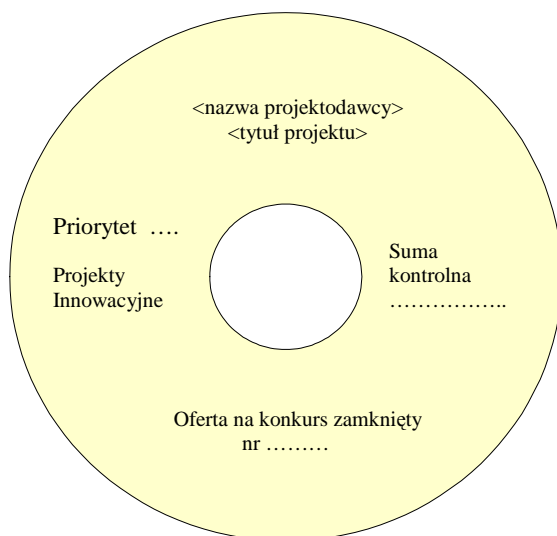 <nazwa projektodawcy>
<tytuł projektu>
Priorytet ….
Projekty
Innowacyjne
Suma
kontrolna
……………..
Oferta na konkurs zamknięty
nr ………